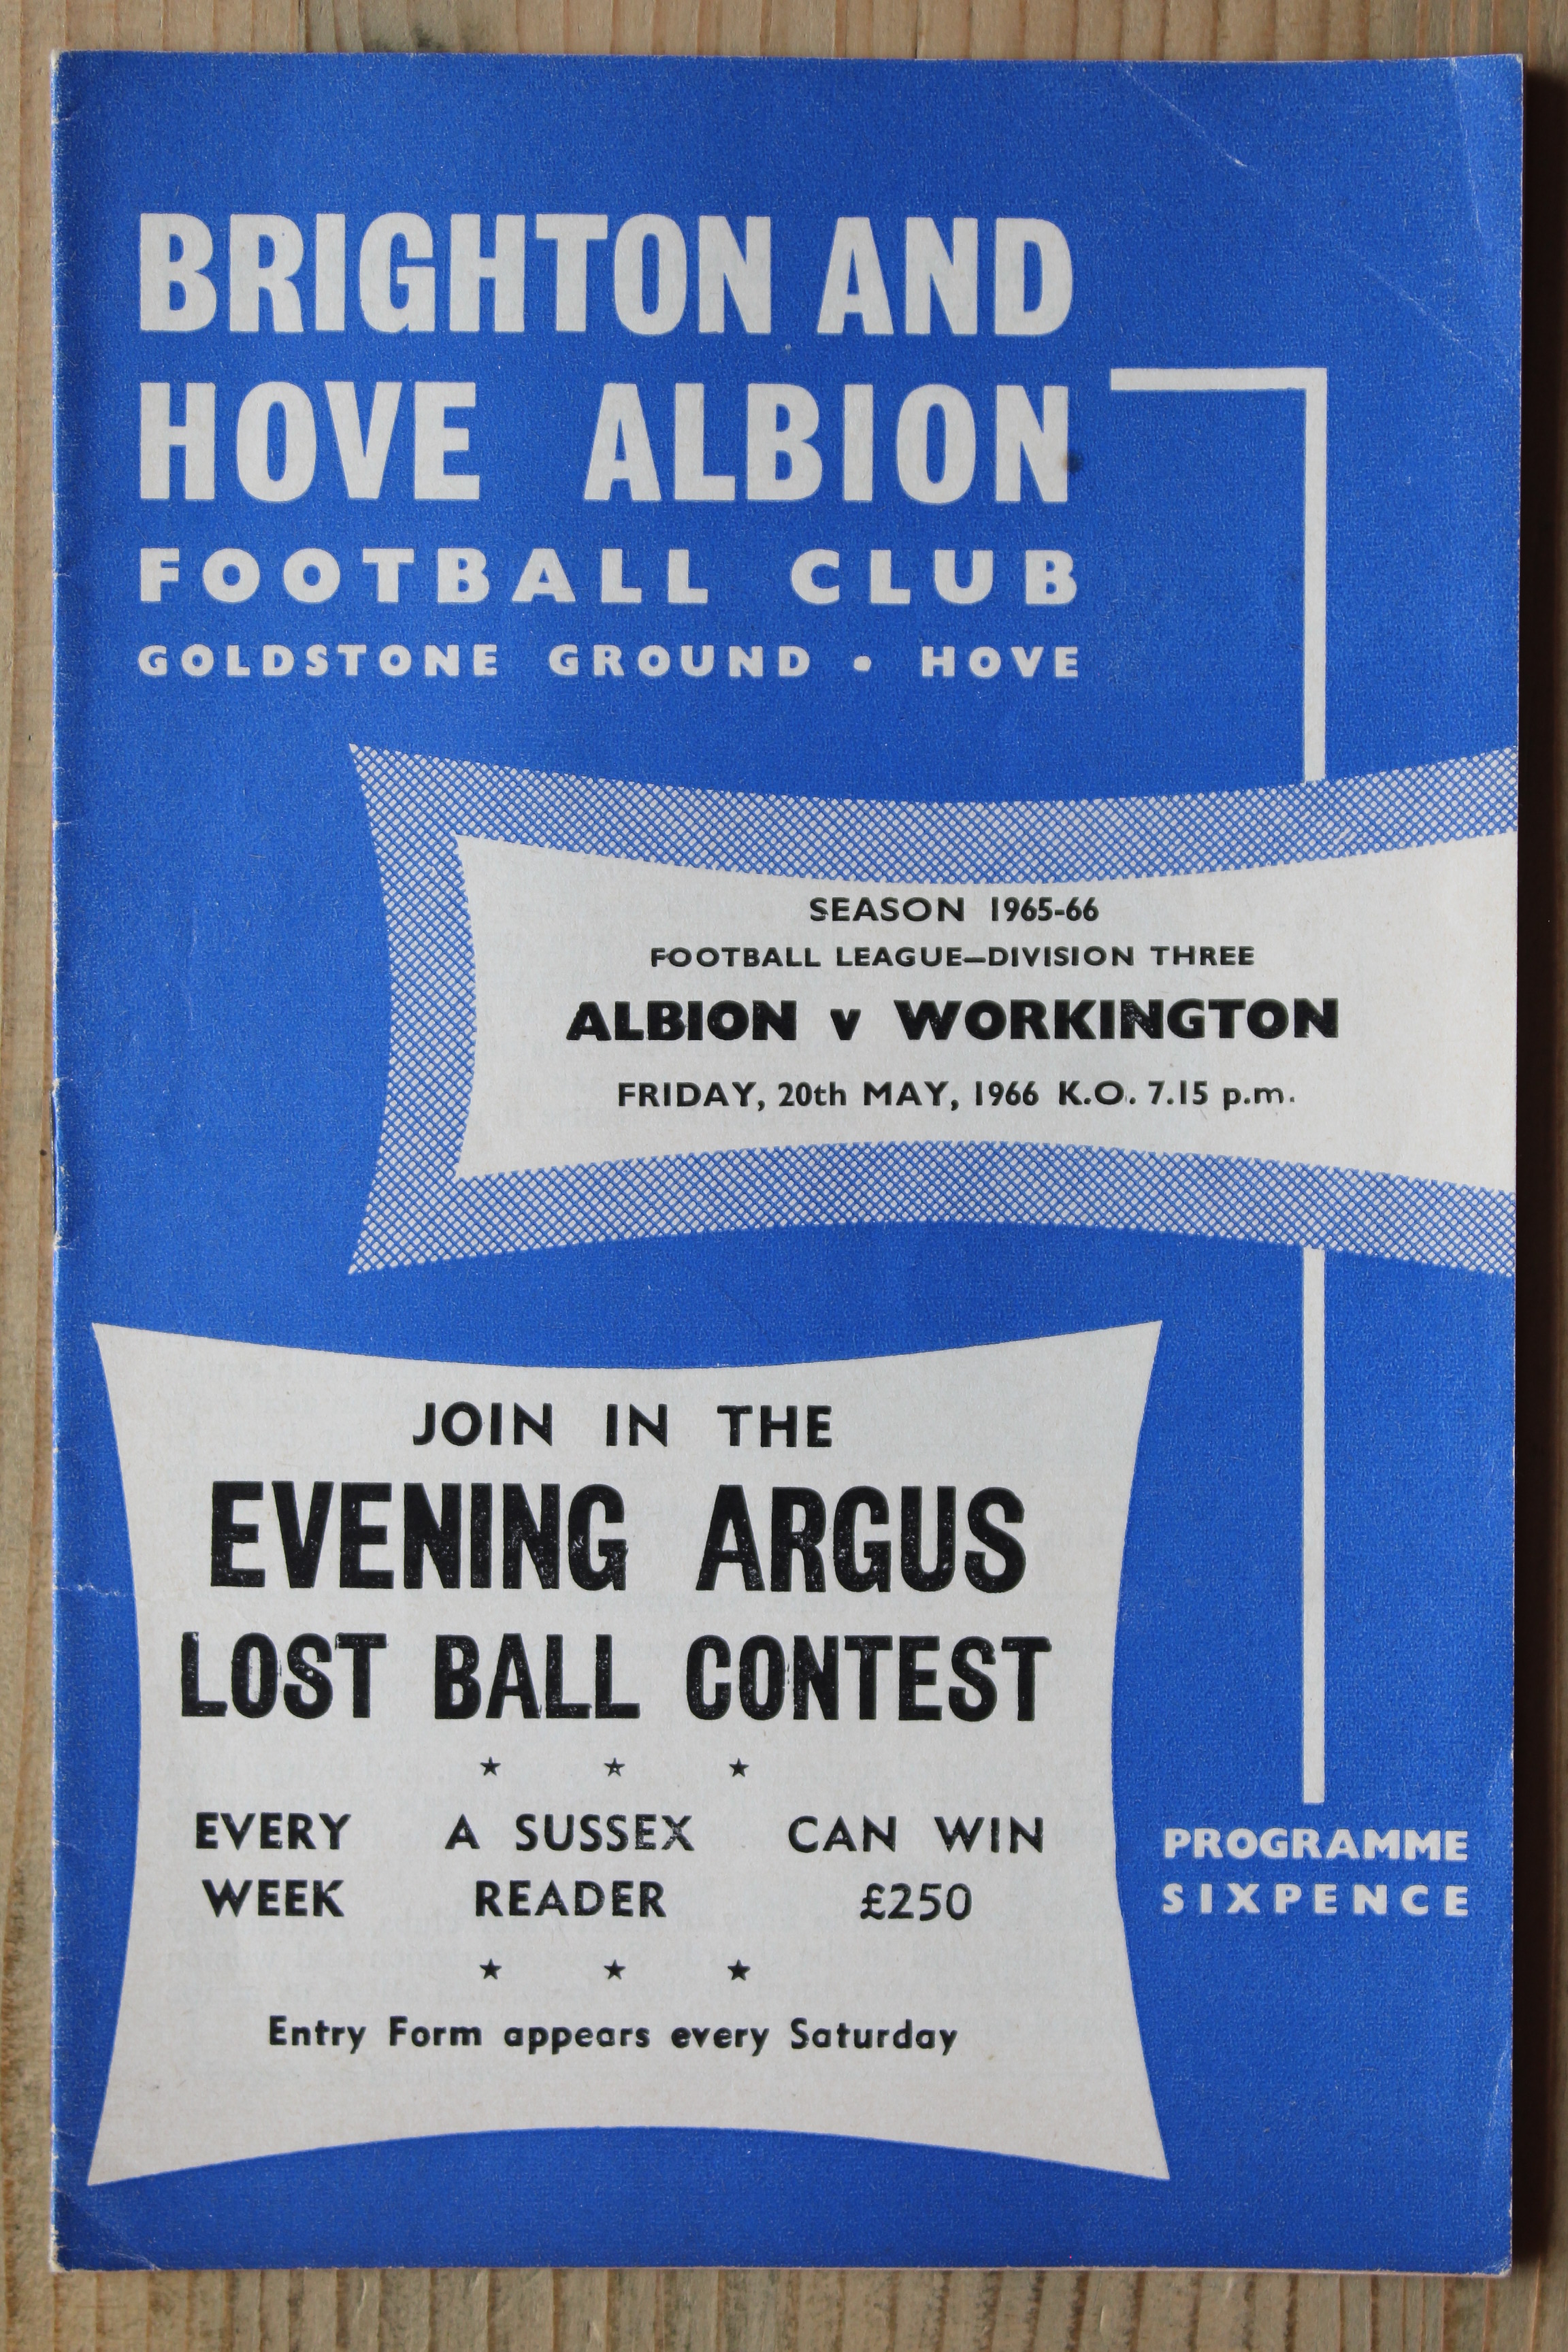 BRIGHTON AND
HOVE ALBION
FOOTBALL CLUB
GOLDSTONE GROUND • HOVE
SEASON 1965-66
FOOTBALL LEAGUE—DIVISION THREE
ALBION v WORKINGTON
FRIDAY, 20th MAY, 1966 K.O. 7.15 p.m.
JOIN IN THE
EVENING ARGUS
LOST BALL CONTEST
★ ★ ★
EVERY A SUSSEX CAN WIN
WEEK READER £250
★ ★ ★
Entry Form appears every Saturday
PROGRAMME
SIXPENCE